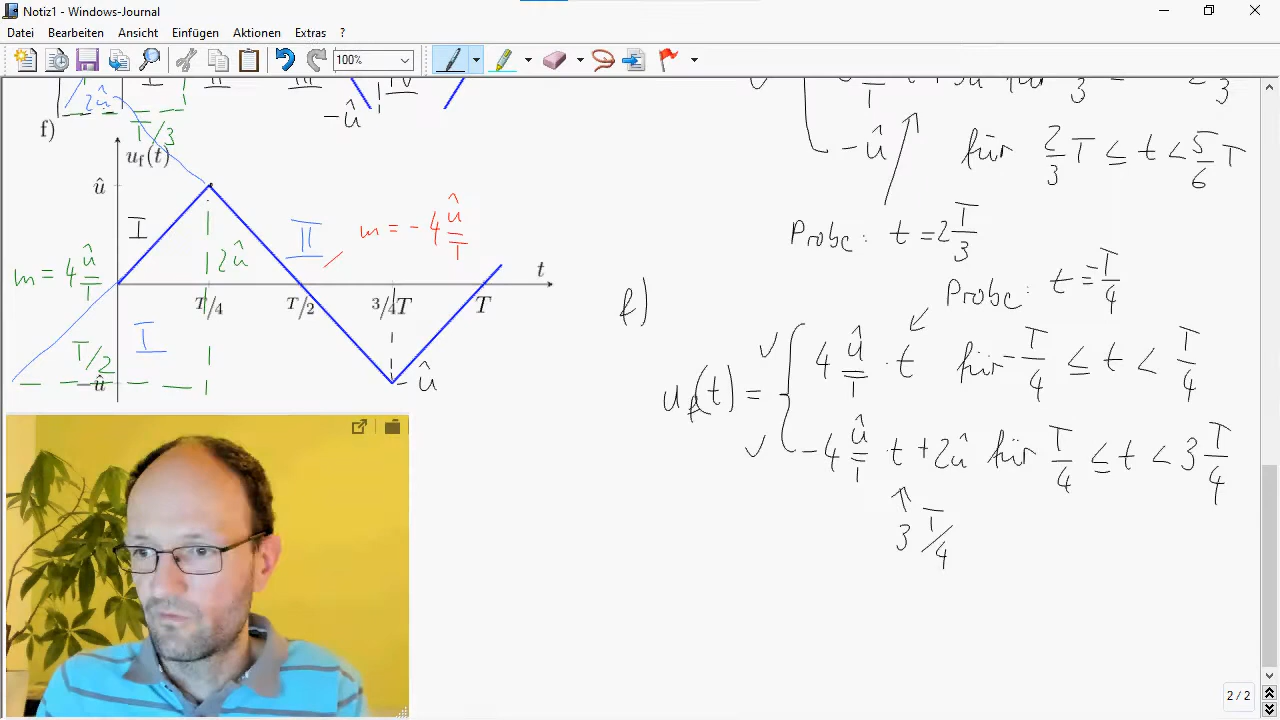 Notiz1 - Windows-Journal
Datei Bearbeiten Ansicht Einfügen Aktionen Extras ?
100%
2û
T/3
-û
f)
u_f(t)
û
I
II
m = -4 û/T
m = 4 û/T
2û
t
T/4 T/2 3/4T T
T/2
I
-û
-û
-û für 2/3 T ≤ t < 5/6 T
Probe: t = 2 T/3
Probe: t = -T/4
f)
u_f(t) = { 4 û/T · t für -T/4 ≤ t < T/4
-4 û/T · t + 2û für T/4 ≤ t < 3 T/4
3 T/4
2 / 2